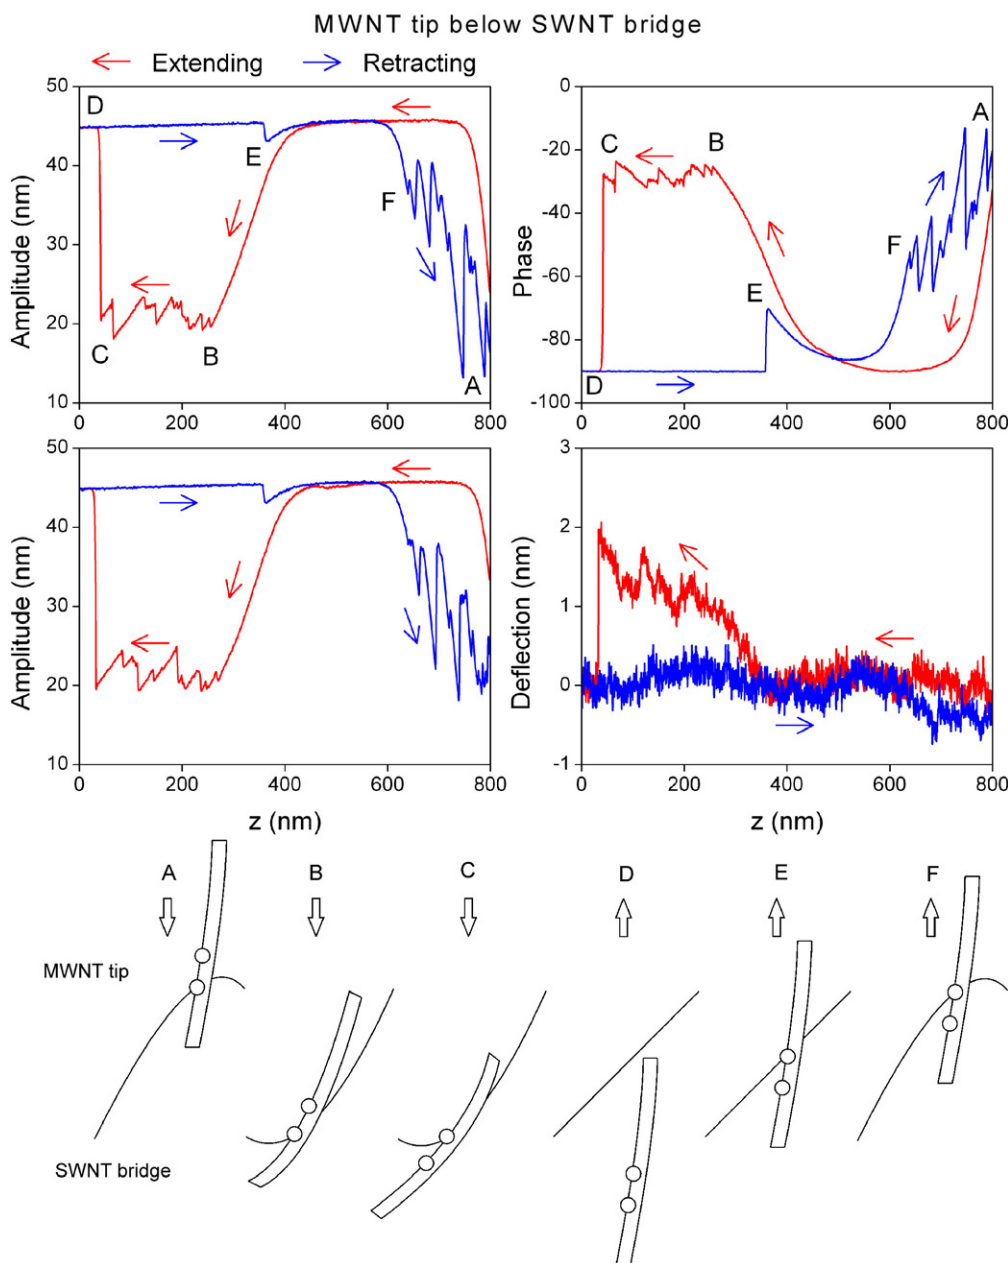 MWNT tip below SWNT bridge
Extending Retracting
50
40
30
20
10
Amplitude (nm)
0 200 400 600 800
D
E
F
C
B
A
0
-20
-40
-60
-80
-100
Phase
0 200 400 600 800
C
B
A
F
E
D
50
40
30
20
10
Amplitude (nm)
0 200 400 600 800
z (nm)
3
2
1
0
-1
Deflection (nm)
0 200 400 600 800
z (nm)
A B C D E F
MWNT tip
SWNT bridge